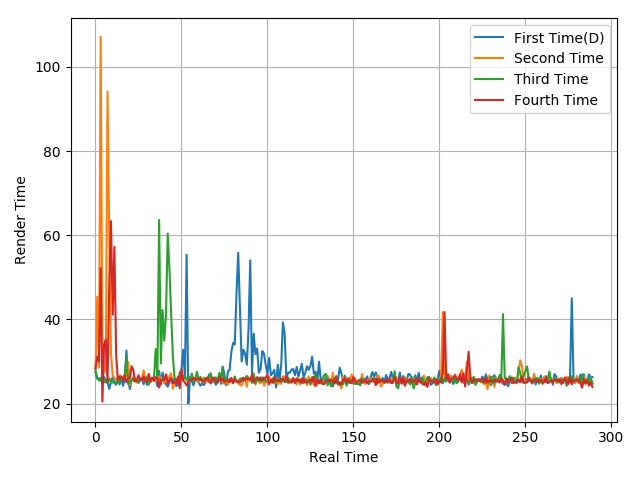 First Time(D)
Second Time
Third Time
Fourth Time
Render Time
100
80
60
40
20
0
50
100
150
200
250
300
Real Time